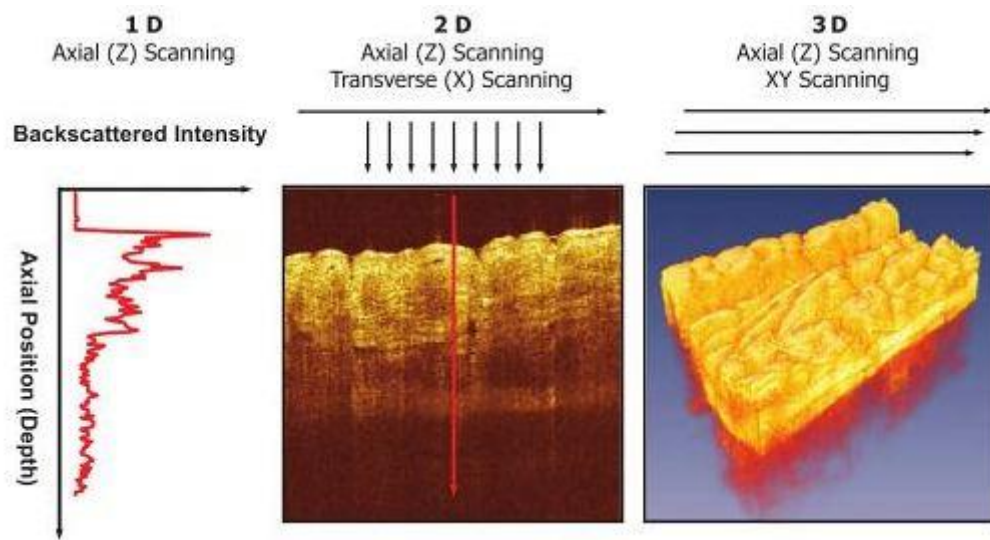 1 D
Axial (Z) Scanning
Backscattered Intensity
Axial Position (Depth)
2 D
Axial (Z) Scanning
Transverse (X) Scanning
3 D
Axial (Z) Scanning
XY Scanning